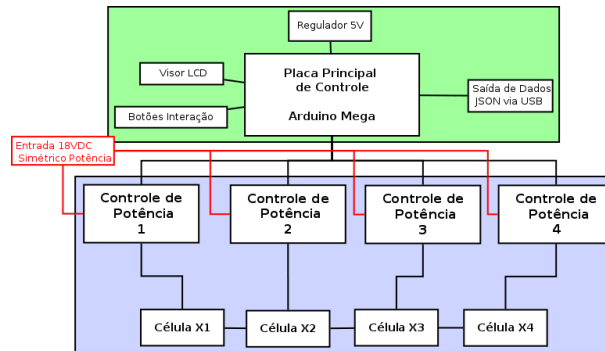 Regulador 5V
Visor LCD
Placa Principal
de Controle
Arduino Mega
Botões Interação
Saída de Dados
JSON via USB
Entrada 18VDC
Simétrico Potência
Controle de
Potência
1
Controle de
Potência
2
Controle de
Potência
3
Controle de
Potência
4
Célula X1
Célula X2
Célula X3
Célula X4